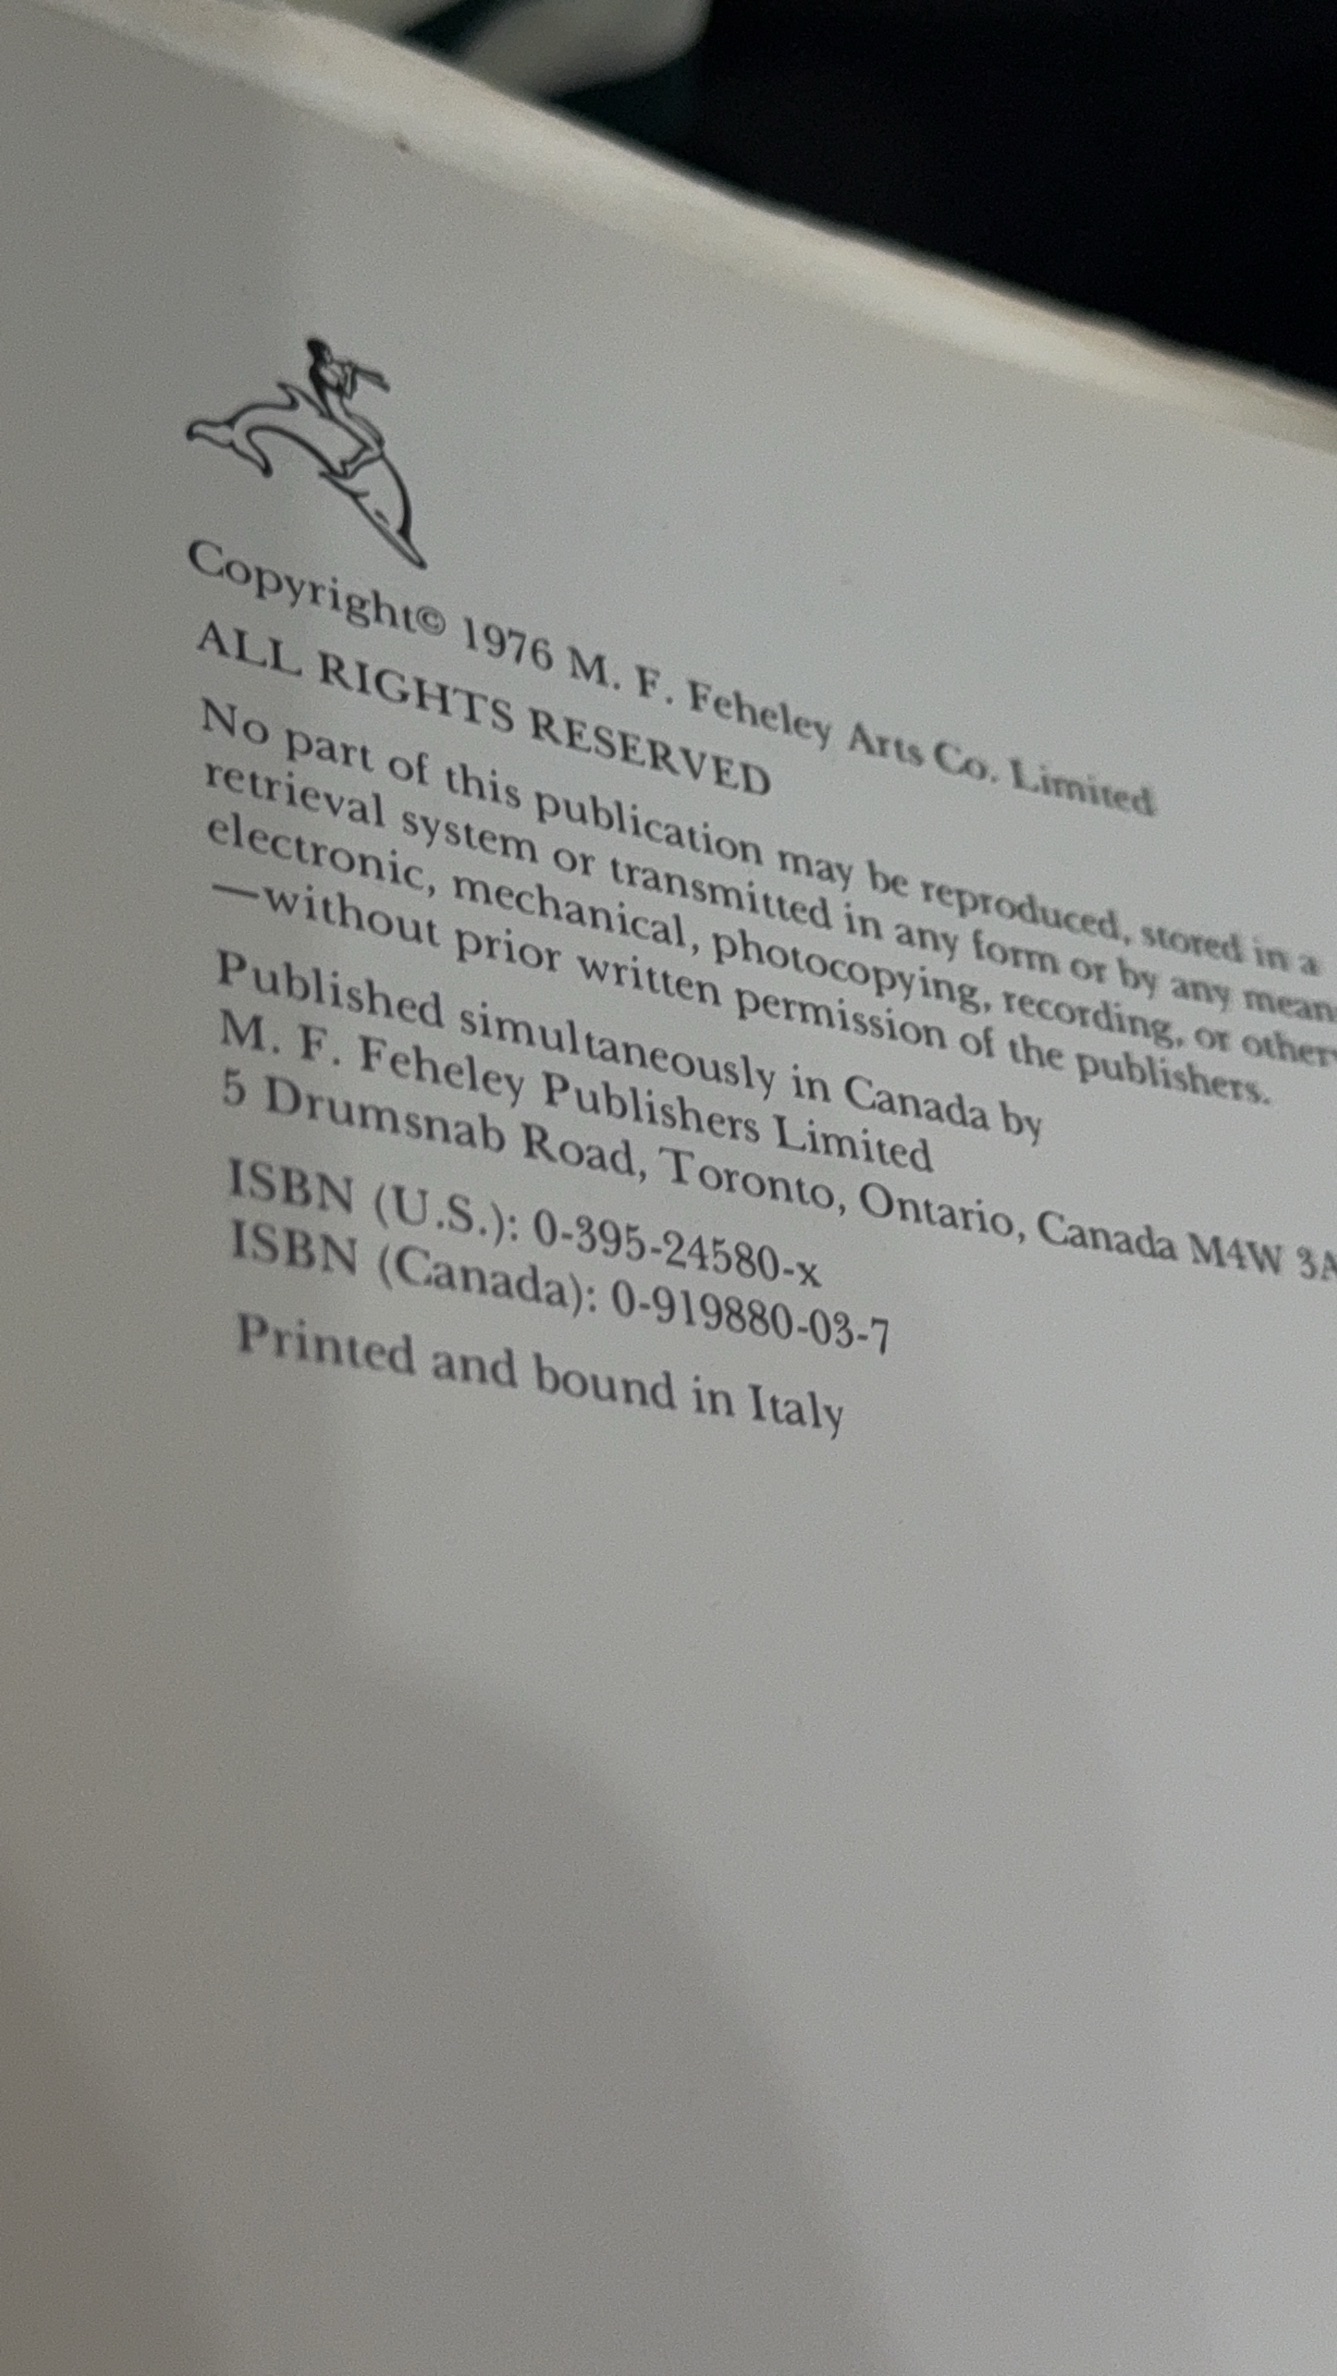 Copyright© 1976 M. F. Feheley Arts Co. Limited
ALL RIGHTS RESERVED
No part of this publication may be reproduced, stored in a
retrieval system or transmitted in any form or by any mean
electronic, mechanical, photocopying, recording, or other
—without prior written permission of the publishers.
Published simultaneously in Canada by
M. F. Feheley Publishers Limited
5 Drumsnab Road, Toronto, Ontario, Canada M4W 3A
ISBN (U.S.): 0-395-24580-x
ISBN (Canada): 0-919880-03-7
Printed and bound in Italy